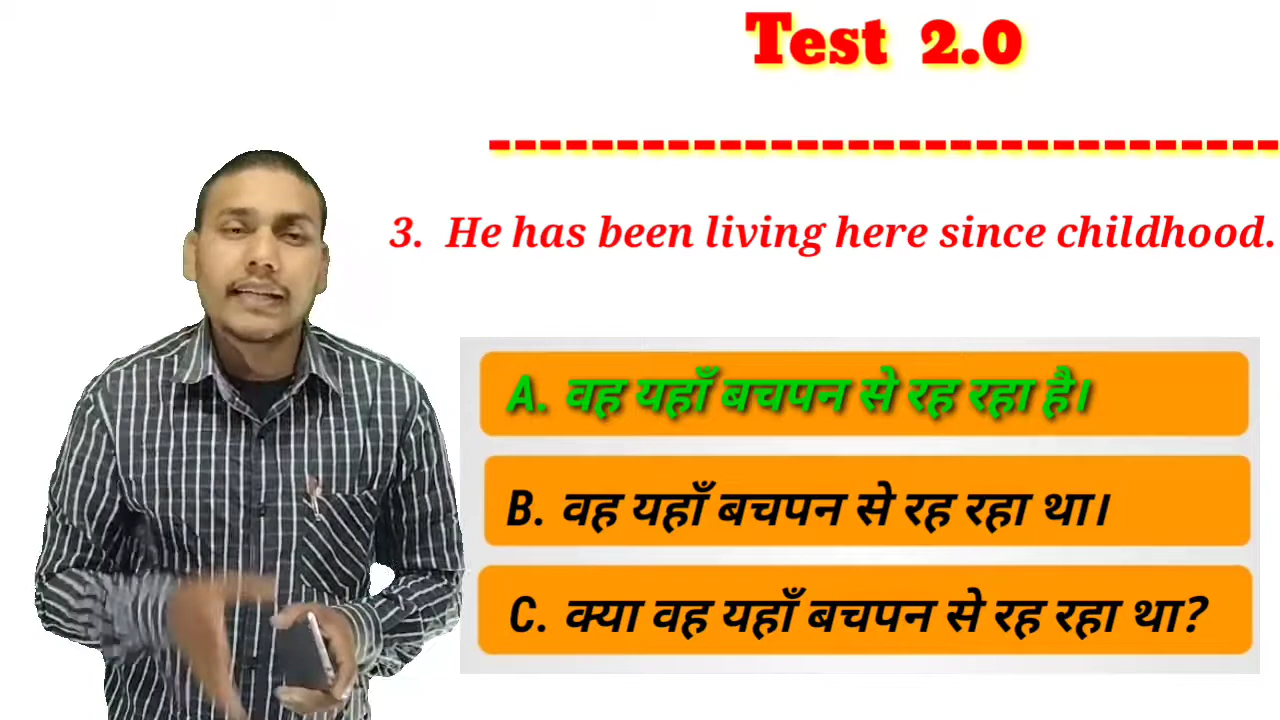 Test 2.0
--------------------------------
3. He has been living here since childhood.
A. वह यहाँ बचपन से रह रहा है।
B. वह यहाँ बचपन से रह रहा था।
C. क्या वह यहाँ बचपन से रह रहा था?